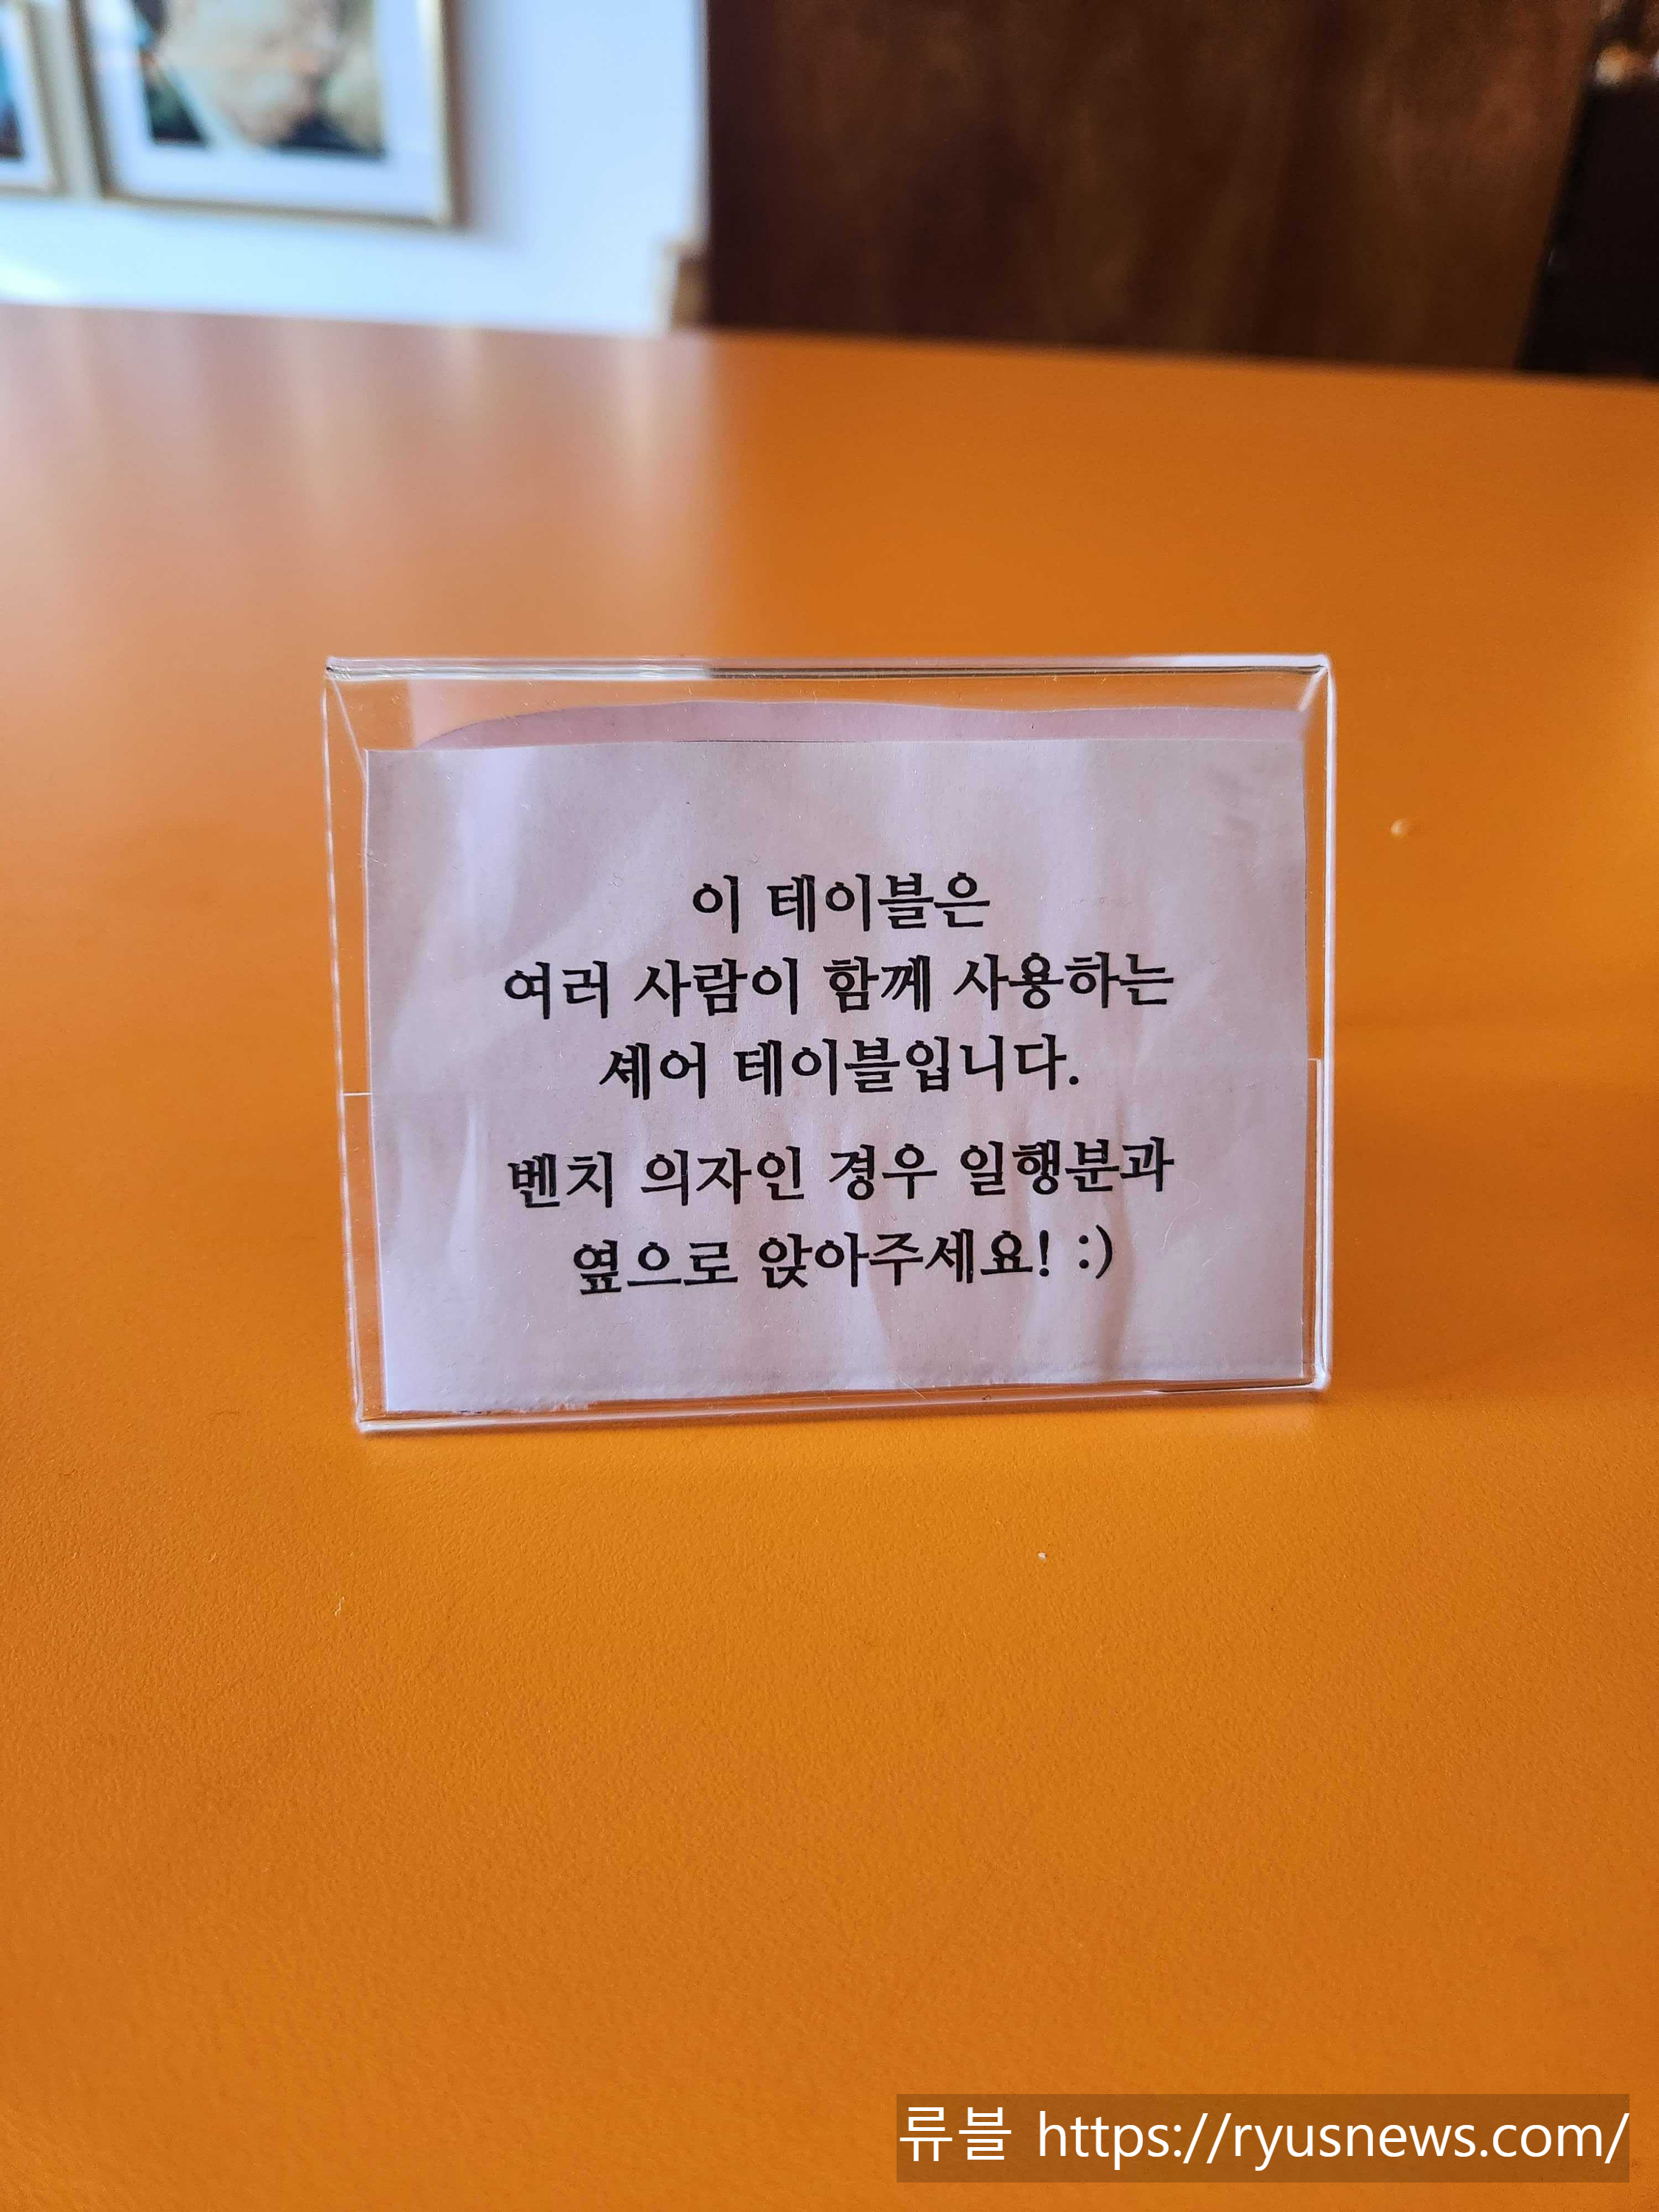 이 테이블은
여러 사람이 함께 사용하는
셰어 테이블입니다.
벤치 의자인 경우 일행분과
옆으로 앉아주세요! :)
류블 https://ryusnews.com/